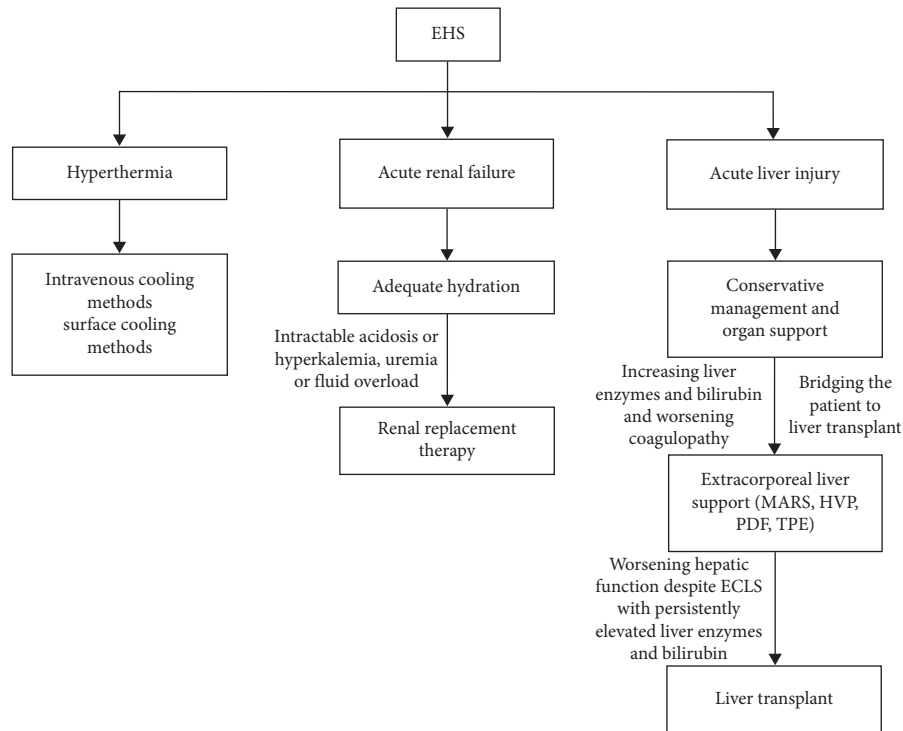 EHS
Hyperthermia
Intravenous cooling
methods
surface cooling
methods
Acute renal failure
Adequate hydration
Intractable acidosis or
hyperkalemia, uremia
or fluid overload
Renal replacement
therapy
Acute liver injury
Conservative
management and
organ support
Increasing liver
enzymes and bilirubin
and worsening
coagulopathy
Bridging the
patient to
liver transplant
Extracorporeal liver
support (MARS, HVP,
PDF, TPE)
Worsening hepatic
function despite ECLS
with persistently
elevated liver enzymes
and bilirubin
Liver transplant